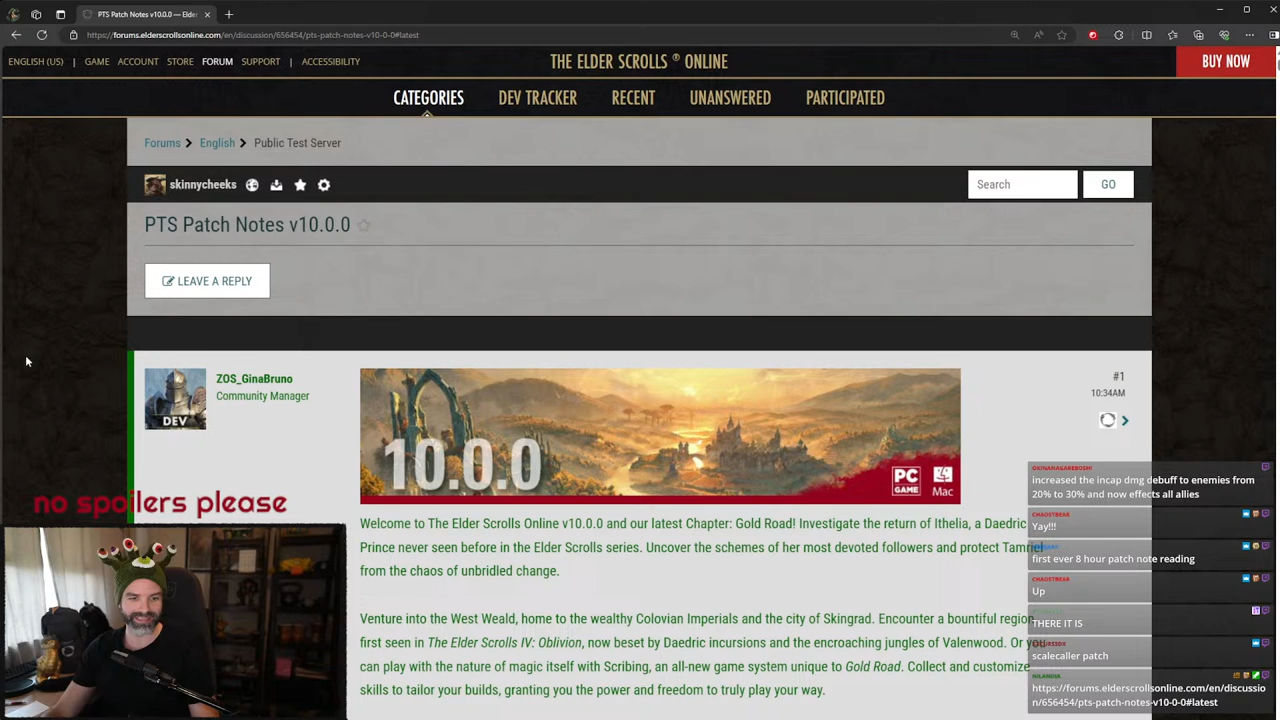 PTS Patch Notes v10.0.0 — Elder
https://forums.elderscrollsonline.com/en/discussion/656454/pts-patch-notes-v10-0-0#latest
ENGLISH (US) | GAME ACCOUNT STORE FORUM SUPPORT | ACCESSIBILITY
THE ELDER SCROLLS ® ONLINE
BUY NOW
CATEGORIES DEV TRACKER RECENT UNANSWERED PARTICIPATED
Forums > English > Public Test Server
skinnycheeks
Search GO
PTS Patch Notes v10.0.0
LEAVE A REPLY
ZOS_GinaBruno
Community Manager
DEV
10.0.0
PC
GAME
Mac
#1
10:34AM
Welcome to The Elder Scrolls Online v10.0.0 and our latest Chapter: Gold Road! Investigate the return of Ithelia, a Daedric
Prince never seen before in the Elder Scrolls series. Uncover the schemes of her most devoted followers and protect Tamriel
from the chaos of unbridled change.
Venture into the West Weald, home to the wealthy Colovian Imperials and the city of Skingrad. Encounter a bountiful region
first seen in The Elder Scrolls IV: Oblivion, now beset by Daedric incursions and the encroaching jungles of Valenwood. Or you
can play with the nature of magic itself with Scribing, an all-new game system unique to Gold Road. Collect and customize
skills to tailor your builds, granting you the power and freedom to truly play your way.
no spoilers please
OKINANAGAREBOSHI
increased the incap dmg debuff to enemies from
20% to 30% and now effects all allies
CHAOSTBEAR
Yay!!!
first ever 8 hour patch note reading
CHAOSTBEAR
Up
THERE IT IS
scalecaller patch
https://forums.elderscrollsonline.com/en/discussio
n/656454/pts-patch-notes-v10-0-0#latest